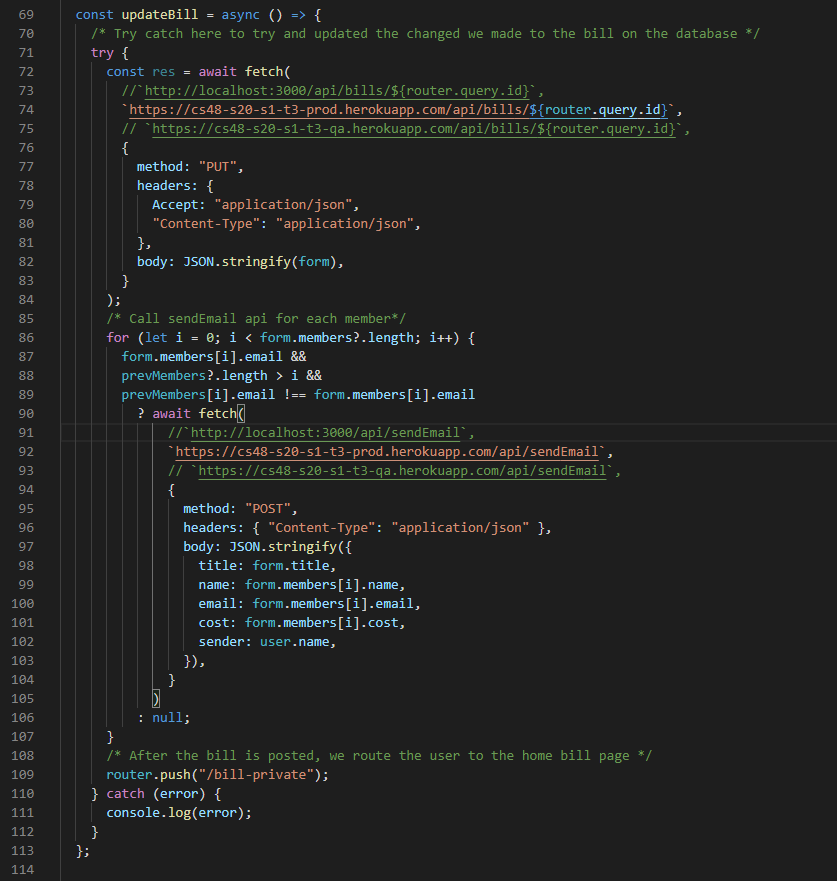 69 const updateBill = async () => {
70 /* Try catch here to try and updated the changed we made to the bill on the database */
71 try {
72 const res = await fetch(
73 //`http://localhost:3000/api/bills/${router.query.id}`,
74 `https://cs48-s20-s1-t3-prod.herokuapp.com/api/bills/${router.query.id}`,
75 // `https://cs48-s20-s1-t3-qa.herokuapp.com/api/bills/${router.query.id}`,
76 {
77 method: "PUT",
78 headers: {
79 Accept: "application/json",
80 "Content-Type": "application/json",
81 },
82 body: JSON.stringify(form),
83 }
84 );
85 /* Call sendEmail api for each member*/
86 for (let i = 0; i < form.members?.length; i++) {
87 form.members[i].email &&
88 prevMembers?.length > i &&
89 prevMembers[i].email !== form.members[i].email
90 ? await fetch(
91 //`http://localhost:3000/api/sendEmail`,
92 `https://cs48-s20-s1-t3-prod.herokuapp.com/api/sendEmail`,
93 // `https://cs48-s20-s1-t3-qa.herokuapp.com/api/sendEmail`,
94 {
95 method: "POST",
96 headers: { "Content-Type": "application/json" },
97 body: JSON.stringify({
98 title: form.title,
99 name: form.members[i].name,
100 email: form.members[i].email,
101 cost: form.members[i].cost,
102 sender: user.name,
103 }),
104 }
105 )
106 : null;
107 }
108 /* After the bill is posted, we route the user to the home bill page */
109 router.push("/bill-private");
110 } catch (error) {
111 console.log(error);
112 }
113 };
114